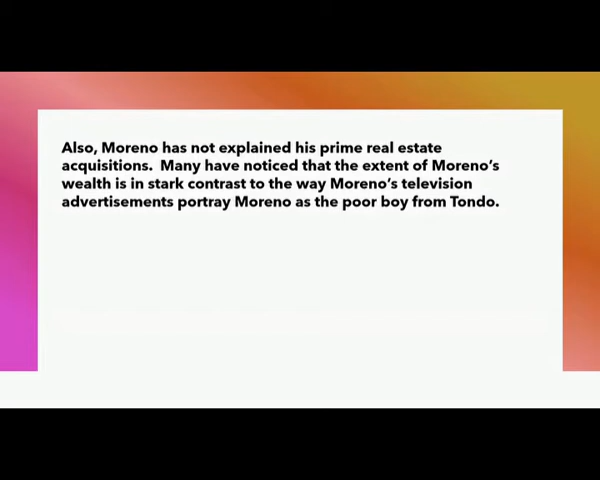 Also, Moreno has not explained his prime real estate
acquisitions.  Many have noticed that the extent of Moreno's
wealth is in stark contrast to the way Moreno's television
advertisements portray Moreno as the poor boy from Tondo.